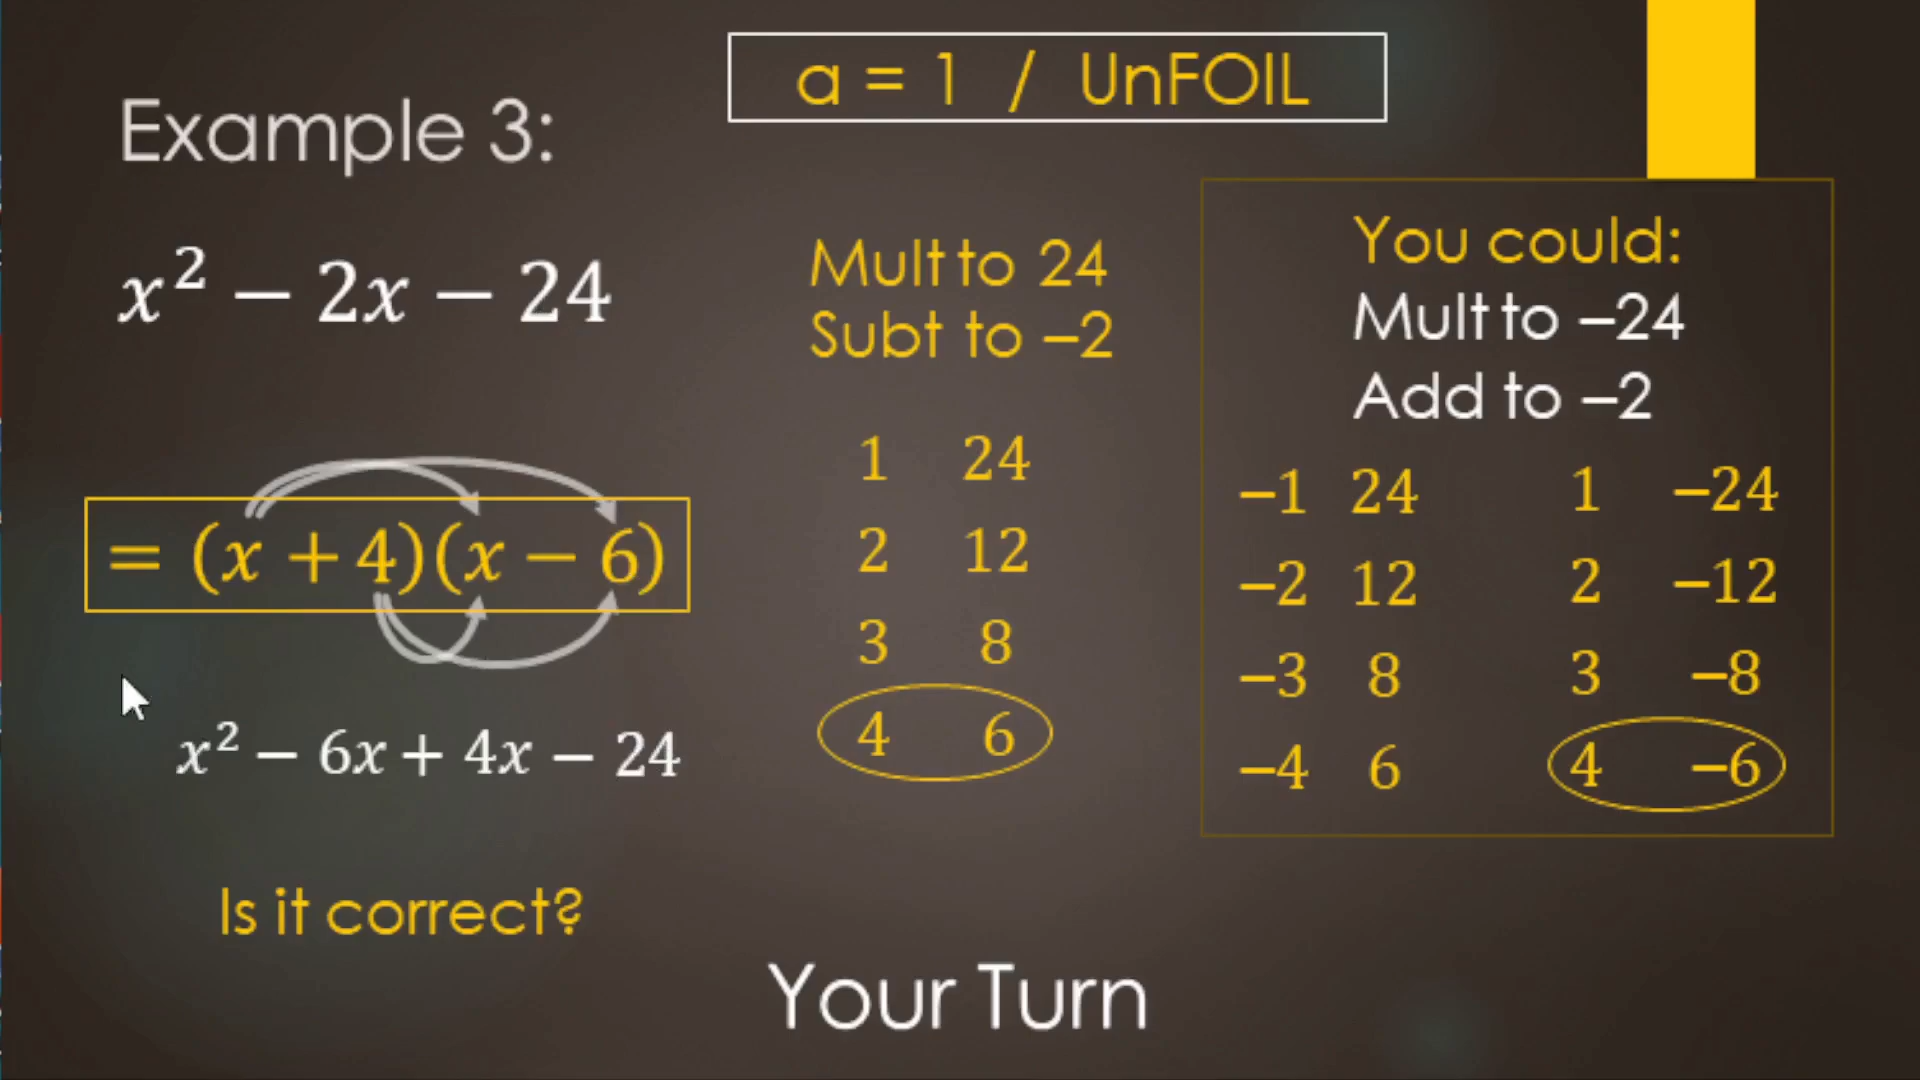 a = 1 / UnFOIL
Example 3:
x² − 2x − 24
= (x + 4)(x − 6)
x² − 6x + 4x − 24
Is it correct?
Mult to 24
Subt to –2
1 24
2 12
3 8
4 6
You could:
Mult to –24
Add to –2
–1 24 1 –24
–2 12 2 –12
–3 8 3 –8
–4 6 4 –6
Your Turn